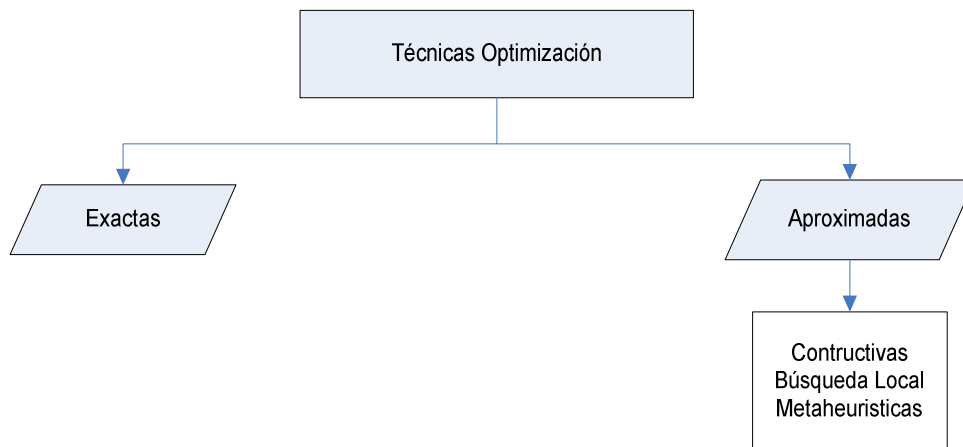 Técnicas Optimización
Exactas
Aproximadas
Contructivas
Búsqueda Local
Metaheuristicas